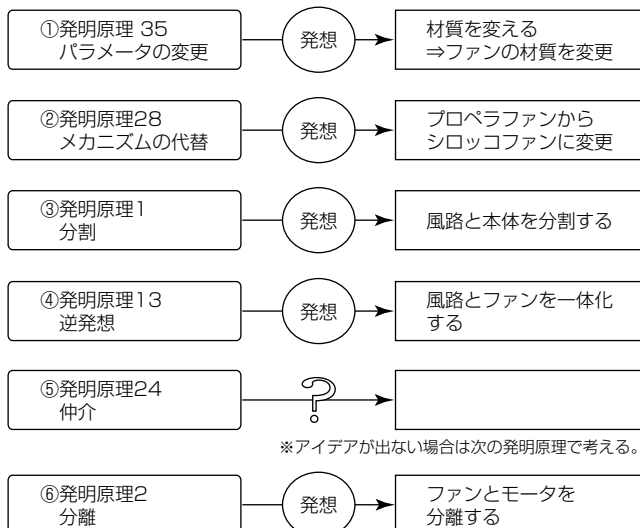 ①発明原理 35
パラメータの変更
発想
材質を変える
⇒ファンの材質を変更
②発明原理28
メカニズムの代替
発想
プロペラファンから
シロッコファンに変更
③発明原理1
分割
発想
風路と本体を分割する
④発明原理13
逆発想
発想
風路とファンを一体化
する
⑤発明原理24
仲介
?
※アイデアが出ない場合は次の発明原理で考える。
⑥発明原理2
分離
発想
ファンとモータを
分離する